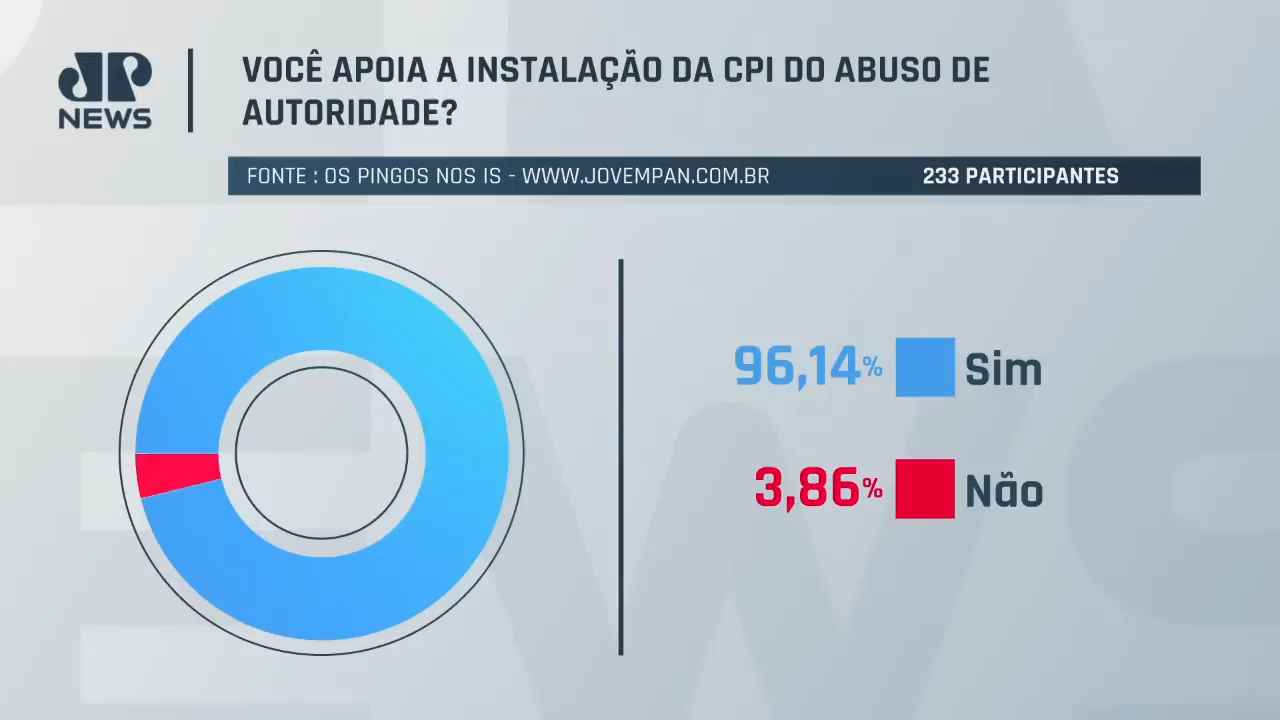 JP
NEWS
VOCÊ APOIA A INSTALAÇÃO DA CPI DO ABUSO DE
AUTORIDADE?
FONTE : OS PINGOS NOS IS - WWW.JOVEMPAN.COM.BR 233 PARTICIPANTES
96,14% Sim
3,86% Não